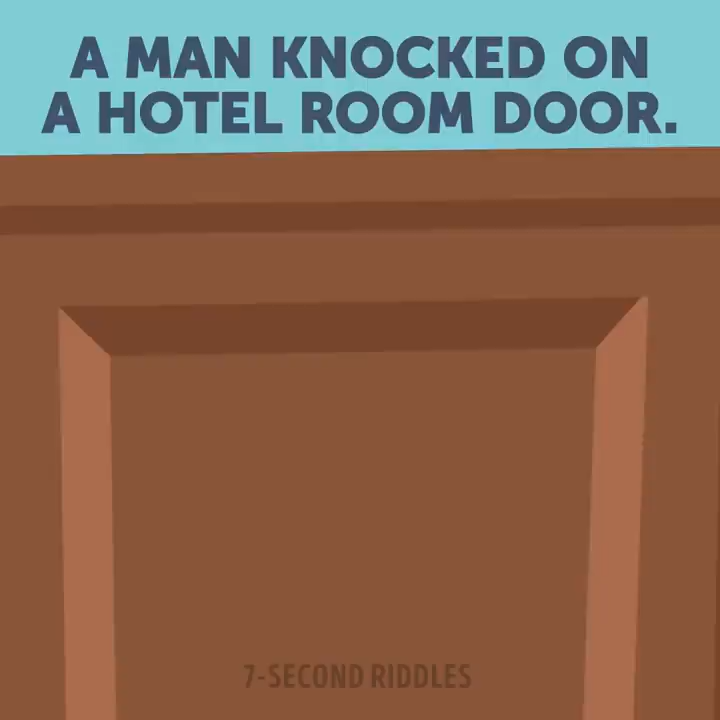 A MAN KNOCKED ON
A HOTEL ROOM DOOR.
7-SECOND RIDDLES